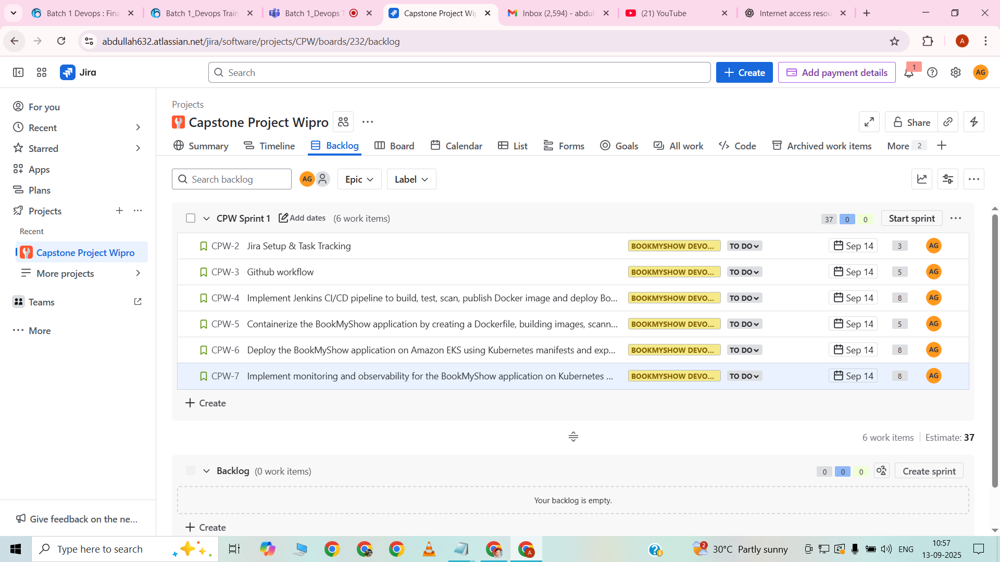 Batch 1 Devops : Fina
Batch 1_Devops Train
Batch 1_Devops T
Capstone Project Wip
Inbox (2,594) - abdul
(21) YouTube
Internet access resou
abdullah632.atlassian.net/jira/software/projects/CPW/boards/232/backlog
A
Jira
Search
Create
Add payment details
1
AG
For you
Recent
Starred
Apps
Plans
Projects
Recent
Capstone Project Wipro
More projects
Teams
More
Give feedback on the ne...
Projects
Capstone Project Wipro
Share
Summary
Timeline
Backlog
Board
Calendar
List
Forms
Goals
All work
Code
Archived work items
More 2
Search backlog
AG
Epic
Label
CPW Sprint 1 Add dates (6 work items) 37 0 0 Start sprint
CPW-2 Jira Setup & Task Tracking BOOKMYSHOW DEVO... TO DO Sep 14 3 AG
CPW-3 Github workflow BOOKMYSHOW DEVO... TO DO Sep 14 5 AG
CPW-4 Implement Jenkins CI/CD pipeline to build, test, scan, publish Docker image and deploy Bo... BOOKMYSHOW DEVO... TO DO Sep 14 8 AG
CPW-5 Containerize the BookMyShow application by creating a Dockerfile, building images, scann... BOOKMYSHOW DEVO... TO DO Sep 14 5 AG
CPW-6 Deploy the BookMyShow application on Amazon EKS using Kubernetes manifests and exp... BOOKMYSHOW DEVO... TO DO Sep 14 8 AG
CPW-7 Implement monitoring and observability for the BookMyShow application on Kubernetes ... BOOKMYSHOW DEVO... TO DO Sep 14 8 AG
Create
6 work items Estimate: 37
Backlog (0 work items) 0 0 0 Create sprint
Your backlog is empty.
Create
Type here to search
2
30°C Partly sunny
ENG
10:57
13-09-2025